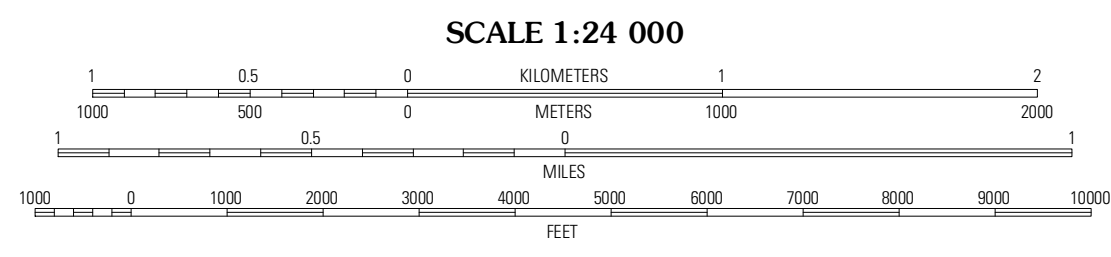 SCALE 1:24 000
1 0.5 0 KILOMETERS 1 2
1000 500 0 METERS 1000 2000
1 0.5 0 1
MILES
1000 0 1000 2000 3000 4000 5000 6000 7000 8000 9000 10000
FEET